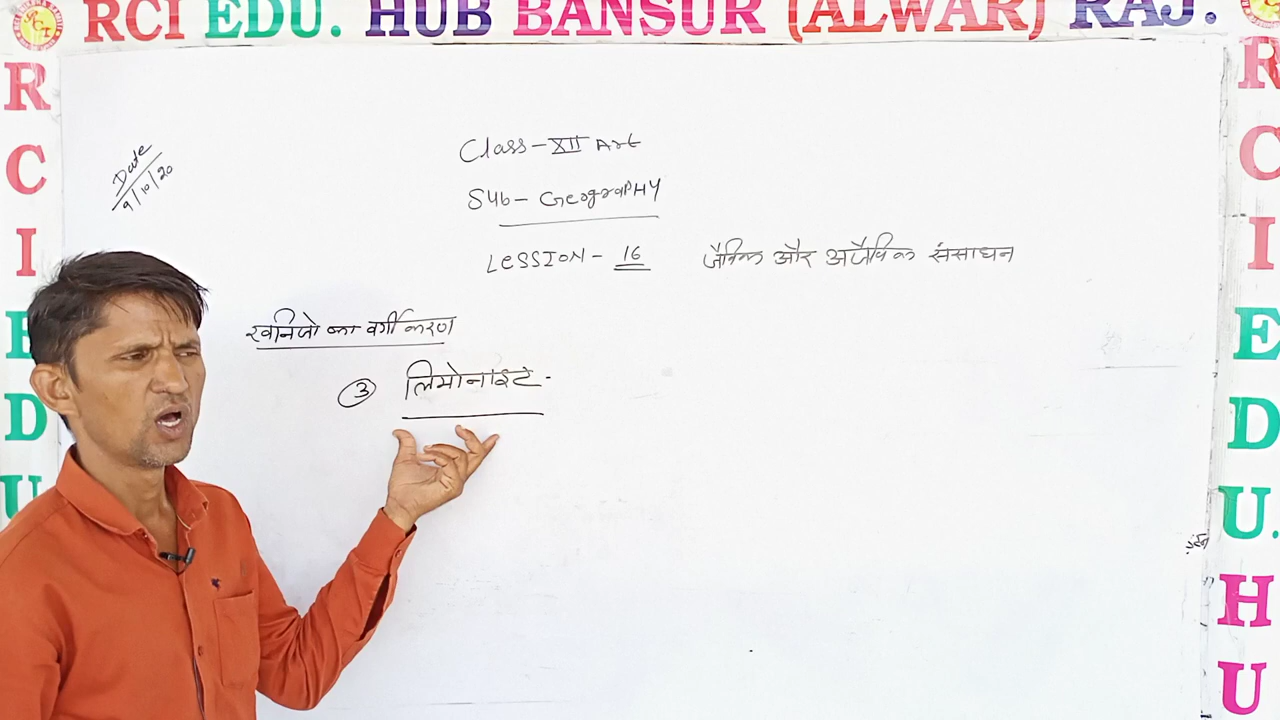 RCI EDU. HUB BANSUR (ALWAR) RAJ.
Date
9/10/20
Class-XII Art
Sub- GeograPHY
LESSION- 16 जैविक और अजैविक संसाधन
खनिजो का वर्गीकरण
3 लिमोनाइट-
R
C
I
E
D
U
R
C
I
E
D
U.
H
U